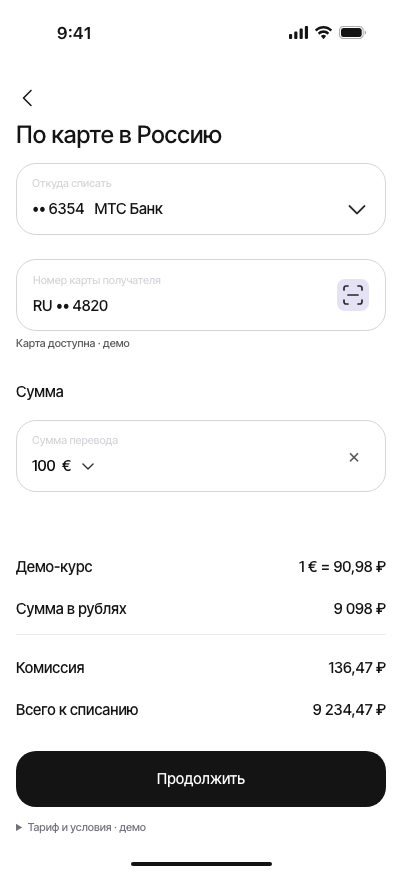 9:41
По карте в Россию
Откуда списать
•• 6354 МТС Банк
Номер карты получателя
RU •• 4820
Карта доступна · демо
Сумма
Сумма перевода
100 €
Демо-курс 1 € = 90,98 ₽
Сумма в рублях 9 098 ₽
Комиссия 136,47 ₽
Всего к списанию 9 234,47 ₽
Продолжить
Тариф и условия · демо